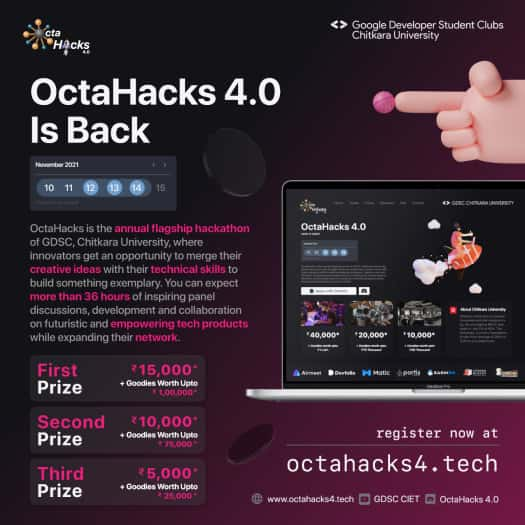 Octa
Hacks
4.0
Google Developer Student Clubs
Chitkara University
OctaHacks 4.0
Is Back
November 2021
10 11 12 13 14 15
OctaHacks is the annual flagship hackathon
of GDSC, Chitkara University, where
innovators get an opportunity to merge their
creative ideas with their technical skills to
build something exemplary. You can expect
more than 36 hours of inspiring panel
discussions, development and collaboration
on futuristic and empowering tech products
while expanding their network.
First
Prize
₹ 15,000*
+ Goodies Worth Upto
₹ 1,00,000*
Second
Prize
₹ 10,000*
+ Goodies Worth Upto
₹ 75,000*
Third
Prize
₹ 5,000*
+ Goodies Worth Upto
₹ 25,000*
GDSC CHITKARA UNIVERSITY
OctaHacks 4.0
₹40,000*
₹20,000*
₹10,000*
About Chitkara University
Airmeet
Devfolio
Matic
portis
register now at
octahacks4.tech
www.octahacks4.tech
GDSC CIET
OctaHacks 4.0